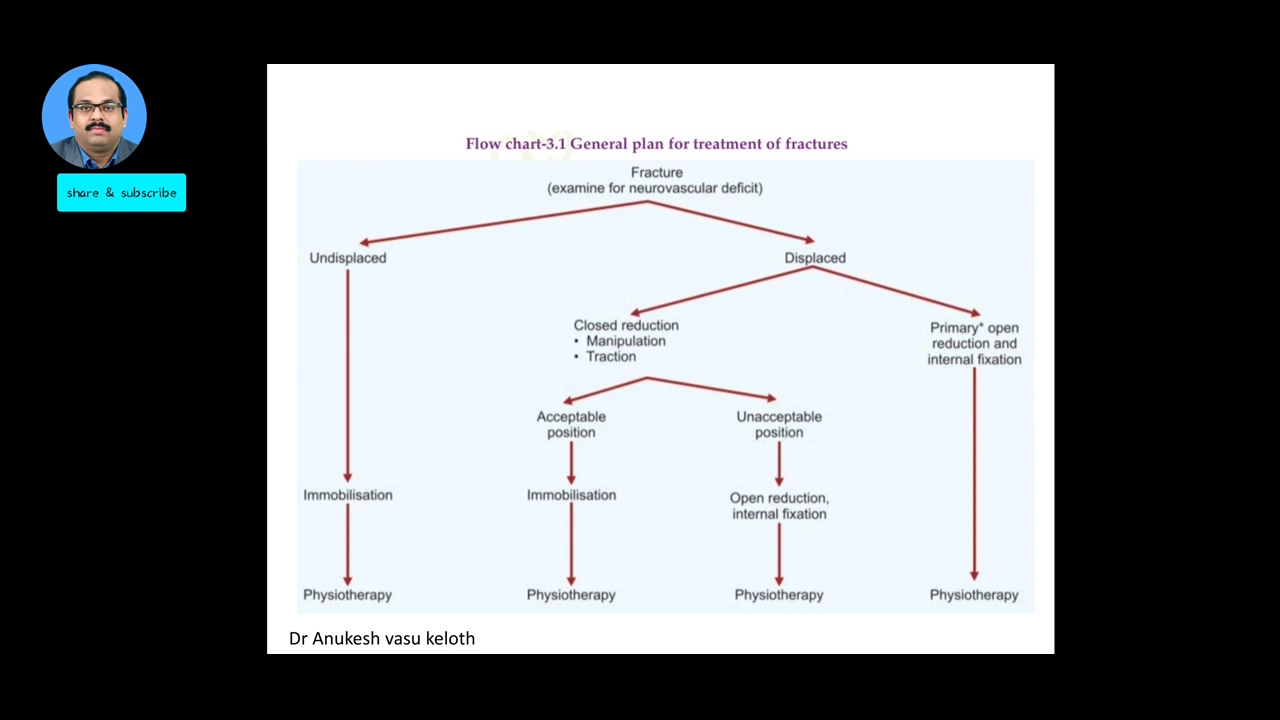 share & subscribe
Flow chart-3.1 General plan for treatment of fractures
Fracture
(examine for neurovascular deficit)
Undisplaced
Displaced
Closed reduction
• Manipulation
• Traction
Primary* open
reduction and
internal fixation
Acceptable
position
Unacceptable
position
Immobilisation
Immobilisation
Open reduction,
internal fixation
Physiotherapy
Physiotherapy
Physiotherapy
Physiotherapy
Dr Anukesh vasu keloth